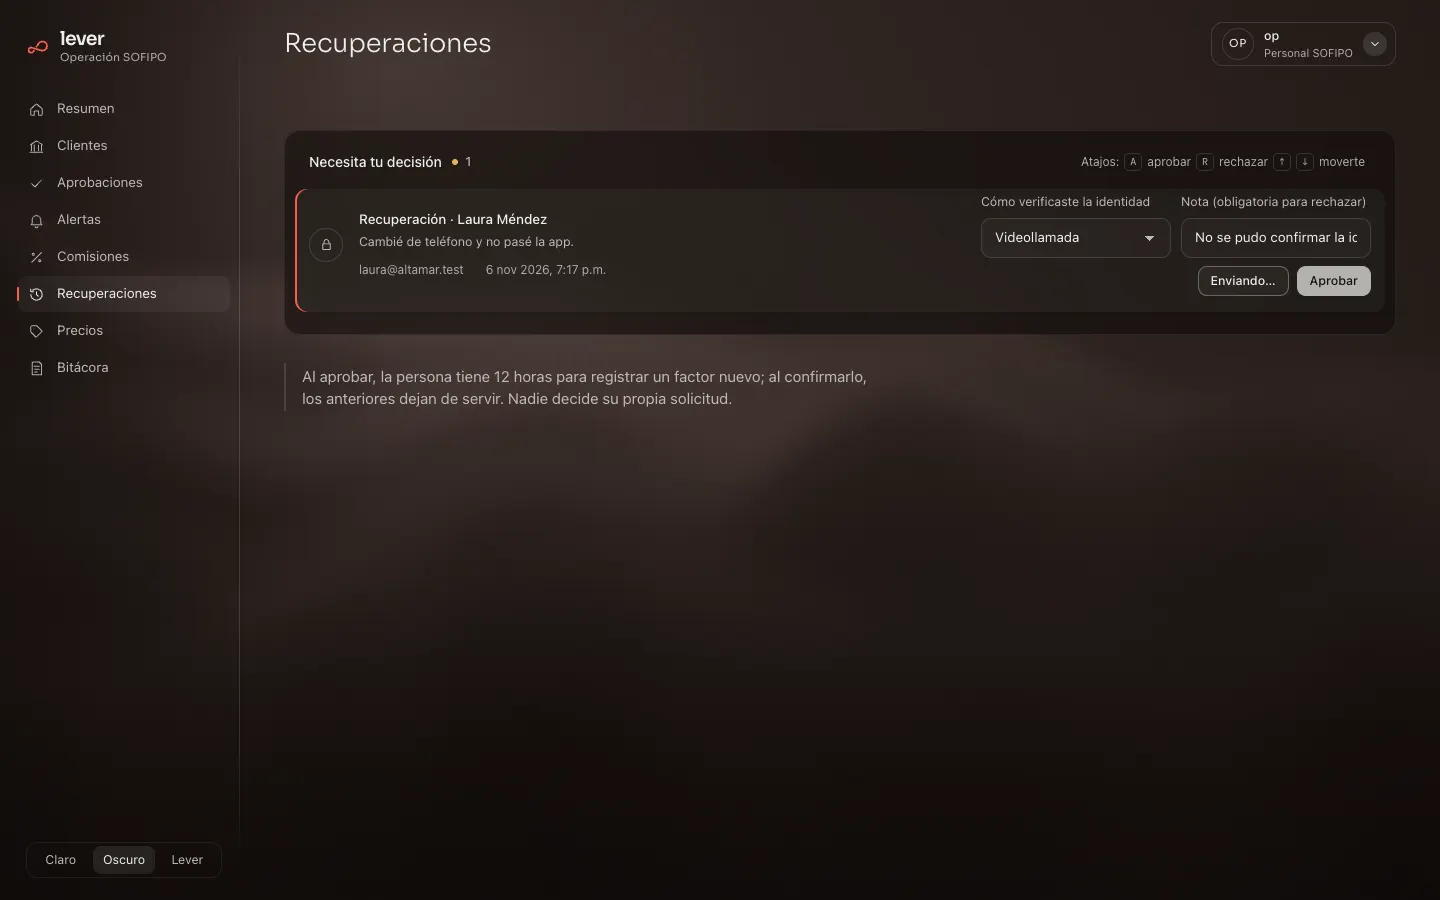 lever
Operación SOFIPO
Resumen
Clientes
Aprobaciones
Alertas
Comisiones
Recuperaciones
Precios
Bitácora
Claro Oscuro Lever
Recuperaciones
OP op
Personal SOFIPO
Necesita tu decisión 1
Atajos: A aprobar R rechazar ↑ ↓ moverte
Recuperación · Laura Méndez
Cambié de teléfono y no pasé la app.
laura@altamar.test 6 nov 2026, 7:17 p.m.
Cómo verificaste la identidad
Videollamada
Nota (obligatoria para rechazar)
No se pudo confirmar la
Enviando... Aprobar
Al aprobar, la persona tiene 12 horas para registrar un factor nuevo; al confirmarlo,
los anteriores dejan de servir. Nadie decide su propia solicitud.